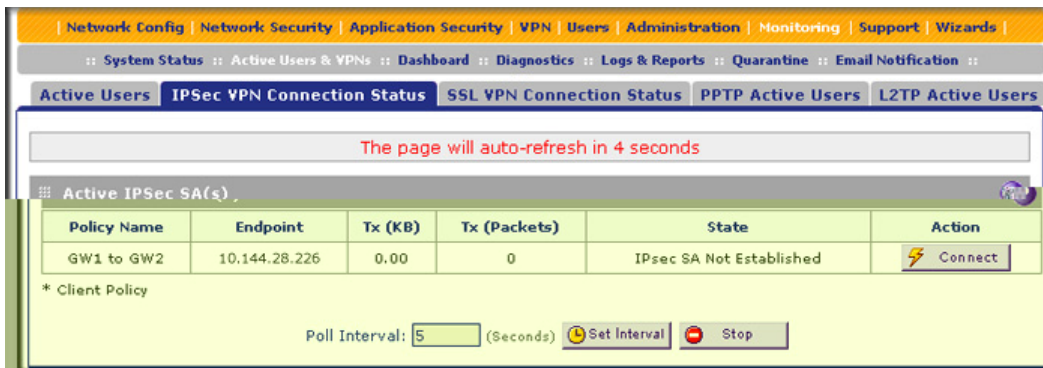 | Network Config | Network Security | Application Security | VPN | Users | Administration | Monitoring | Support | Wizards |
:: System Status :: Active Users & VPNs :: Dashboard :: Diagnostics :: Logs & Reports :: Quarantine :: Email Notification ::
Active Users IPSec VPN Connection Status SSL VPN Connection Status PPTP Active Users L2TP Active Users
The page will auto-refresh in 4 seconds
Active IPSec SA(s)
Policy Name Endpoint Tx (KB) Tx (Packets) State Action
GW1 to GW2 10.144.28.226 0.00 0 IPsec SA Not Established Connect
* Client Policy
Poll Interval: 5 (Seconds) Set Interval Stop